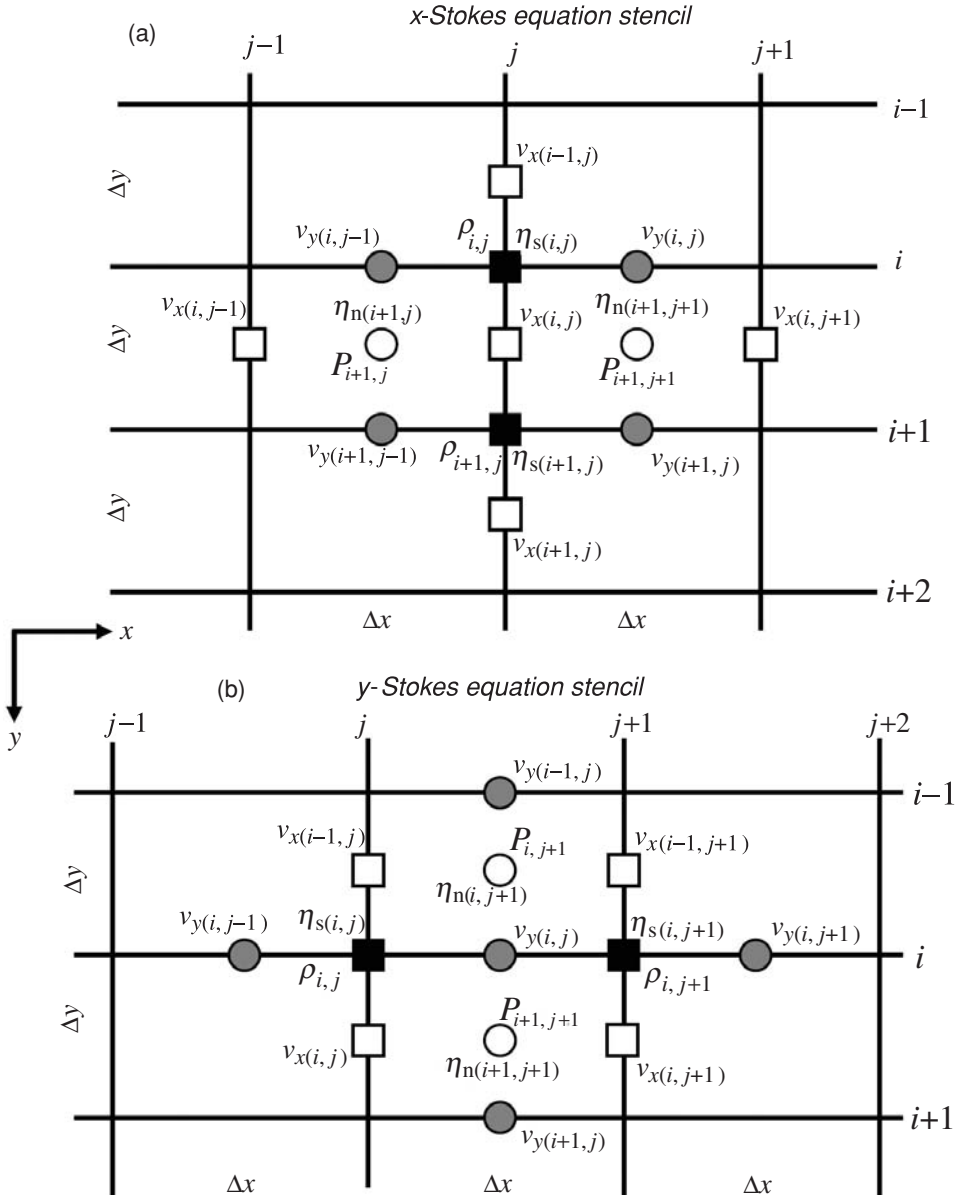 x-Stokes equation stencil
(a)
j−1
j
j+1
i−1
v_x(i−1,j)
Δy
v_y(i,j−1)
ρ_i,j
η_s(i,j)
v_y(i,j)
i
v_x(i,j−1)
η_n(i+1,j)
v_x(i,j)
η_n(i+1,j+1)
v_x(i,j+1)
Δy
P_i+1,j
P_i+1,j+1
i+1
v_y(i+1,j−1)
ρ_i+1,j
η_s(i+1,j)
v_y(i+1,j)
Δy
v_x(i+1,j)
i+2
Δx
Δx
x
y
(b)
y-Stokes equation stencil
j−1
j
j+1
j+2
v_y(i−1,j)
i−1
v_x(i−1,j)
P_i,j+1
v_x(i−1,j+1)
Δy
η_n(i,j+1)
v_y(i,j−1)
η_s(i,j)
v_y(i,j)
η_s(i,j+1)
v_y(i,j+1)
i
ρ_i,j
ρ_i,j+1
Δy
P_i+1,j+1
v_x(i,j)
η_n(i+1,j+1)
v_x(i,j+1)
i+1
v_y(i+1,j)
Δx
Δx
Δx